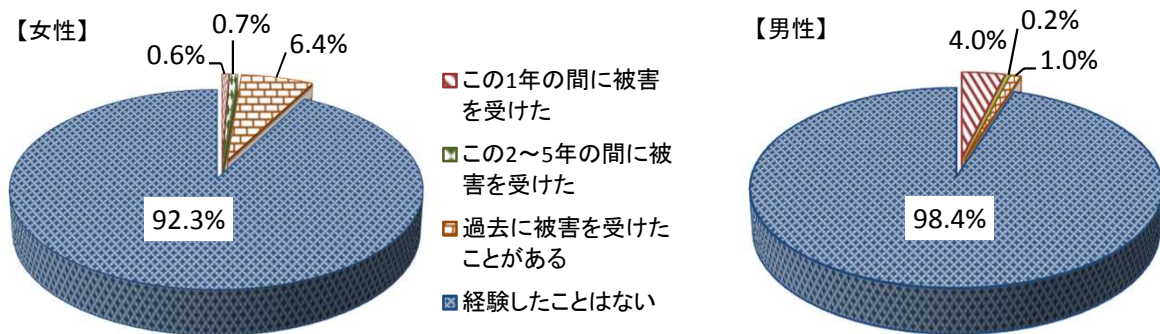 【女性】
0.6%
0.7%
6.4%
92.3%
この1年の間に被害
を受けた
この2～5年の間に被
害を受けた
過去に被害を受けた
ことがある
経験したことはない
【男性】
4.0%
0.2%
1.0%
98.4%